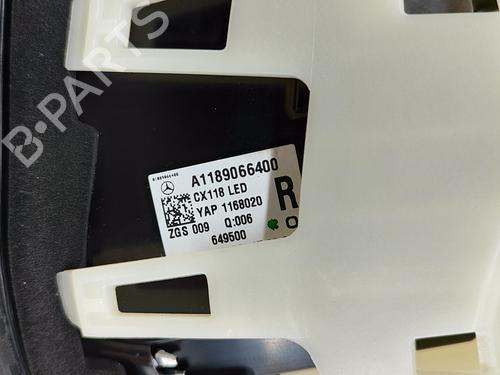 B-PARTS
A1189066400
CX118 LED
YAP 1168020
ZGS 009 Q:006
649500
R